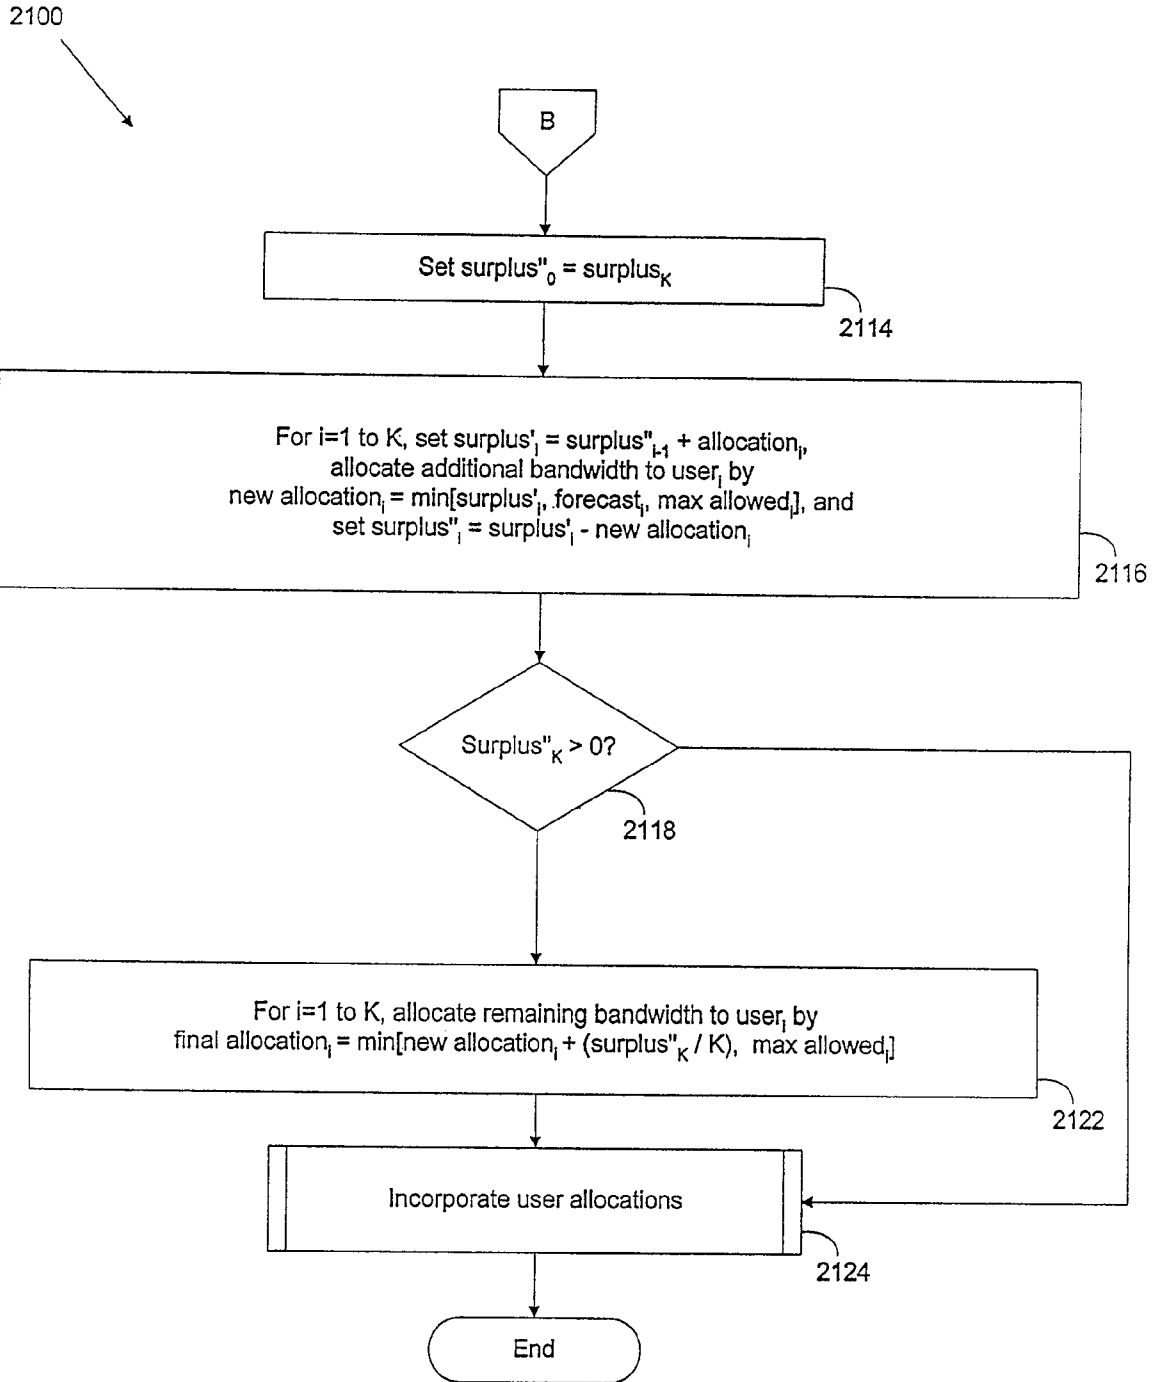 2100
B
Set surplus"₀ = surplusK
2114
For i=1 to K, set surplus'ᵢ = surplus"ᵢ₋₁ + allocationᵢ,
allocate additional bandwidth to userᵢ by
new allocationᵢ = min[surplus'ᵢ, forecastᵢ, max allowedᵢ], and
set surplus"ᵢ = surplus'ᵢ - new allocationᵢ
2116
Surplus"K > 0?
2118
For i=1 to K, allocate remaining bandwidth to userᵢ by
final allocationᵢ = min[new allocationᵢ + (surplus"K / K), max allowedᵢ]
2122
Incorporate user allocations
2124
End